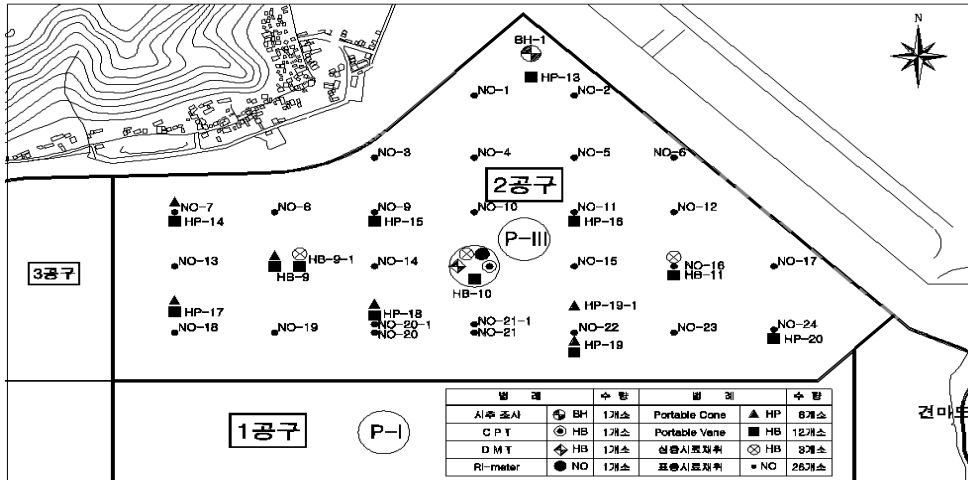 N
BH-1
HP-13
NO-1
NO-2
NO-3
NO-4
NO-5
NO-6
2공구
NO-7
HP-14
NO-8
NO-9
HP-15
NO-10
NO-11
HP-16
NO-12
P-III
3공구
NO-13
HB-9
HB-9-1
NO-14
HB-10
NO-15
NO-16
HB-11
NO-17
HP-17
NO-18
NO-19
HP-18
NO-20-1
NO-20
NO-21-1
NO-21
HP-19-1
NO-22
HP-19
NO-23
NO-24
HP-20
1공구
P-I
범 례 수 량 범 례 수 량
시추 조사 BH 1개소 Portable Cone HP 8개소
C P T HB 1개소 Portable Vane HB 12개소
D M T HB 1개소 심층시료채취 HB 3개소
RI-meter NO 1개소 표층시료채취 NO 26개소
견마도